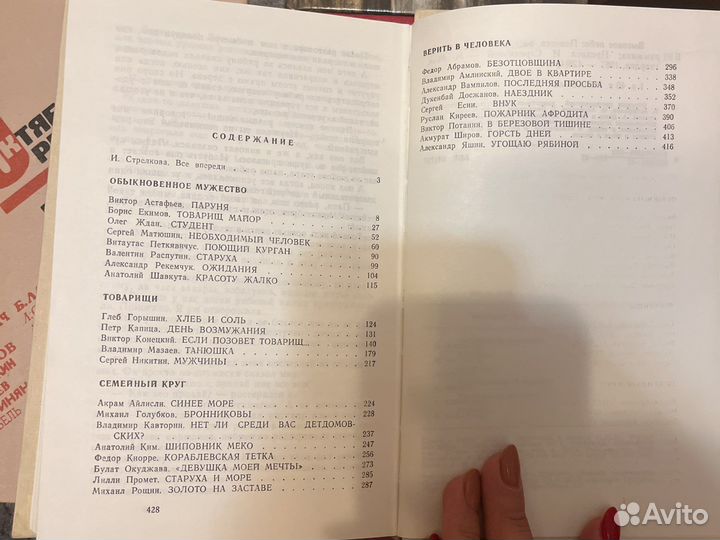 СОДЕРЖАНИЕ
И. Стрелкова. Все впереди 3
ОБЫКНОВЕННОЕ МУЖЕСТВО
Виктор Астафьев. ПАРУНЯ 8
Борис Екимов. ТОВАРИЩ МАЙОР 27
Олег Ждан. СТУДЕНТ 52
Сергей Матюшин. НЕОБХОДИМЫЙ ЧЕЛОВЕК 60
Витаутас Петкявичус. ПОЮЩИЙ КУРГАН 69
Валентин Распутин. СТАРУХА 90
Александр Рекемчук. ОЖИДАНИЯ 99
Анатолий Шавкута. КРАСОТУ ЖАЛКО 104
115
ТОВАРИЩИ
Глеб Горышин. ХЛЕБ И СОЛЬ 124
Петр Капица. ДЕНЬ ВОЗМУЖАНИЯ 131
Виктор Конецкий. ЕСЛИ ПОЗОВЕТ ТОВАРИЩ... 140
Владимир Мазаев. ТАНЮШКА 179
Сергей Никитин. МУЖЧИНЫ 217
СЕМЕЙНЫЙ КРУГ
Акрам Айлисли. СИНЕЕ МОРЕ 224
Михаил Голубков. БРОННИКОВЫ 228
Владимир Кавторин. НЕТ ЛИ СРЕДИ ВАС ДЕТДОМОВ-
СКИХ? 237
Анатолий Ким. ШИПОВНИК МЕКО 247
Федор Кнорре. КОРАБЛЕВСКАЯ ТЕТКА 256
Булат Окуджава. «ДЕВУШКА МОЕЙ МЕЧТЫ» 273
Лилли Промет. СТАРУХА И МОРЕ 285
Михаил Рощин. ЗОЛОТО НА ЗАСТАВЕ 287
428
ВЕРИТЬ В ЧЕЛОВЕКА
Федор Абрамов. БЕЗОТЦОВЩИНА 296
Владимир Амлинский. ДВОЕ В КВАРТИРЕ 338
Александр Вампилов. ПОСЛЕДНЯЯ ПРОСЬБА 348
Дукенбай Досжанов. НАЕЗДНИК 352
Сергей Есин. ВНУК 370
Руслан Киреев. ПОЖАРНИК АФРОДИТА 390
Виктор Потанин. В БЕРЕЗОВОЙ ТИШИНЕ 406
Акмурат Широв. ГОРСТЬ ДНЕЙ 413
Александр Яшин. УГОЩАЮ РЯБИНОЙ 416
Avito